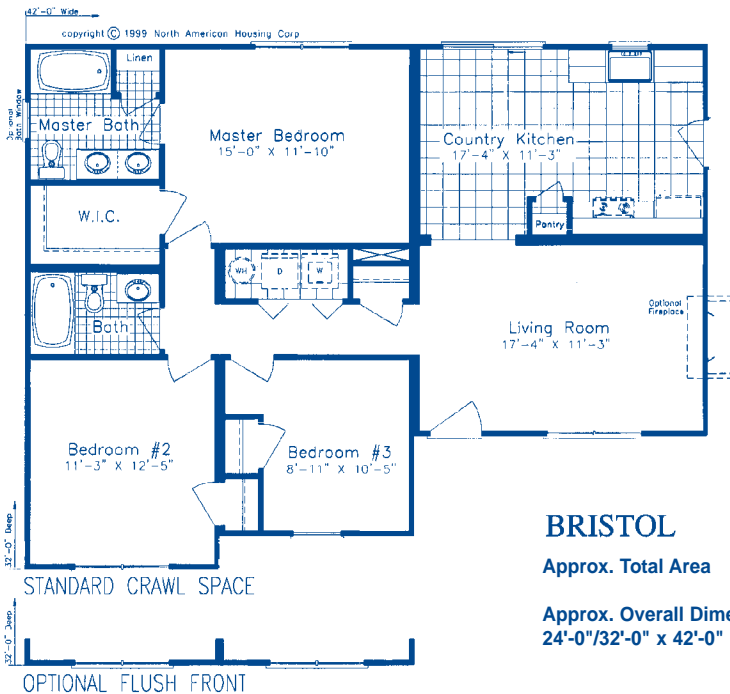 42'-0" Wide
copyright © 1999 North American Housing Corp
Linen
Optional
Bath Window
Master Bath
Master Bedroom
15'-0" X 11'-10"
Country Kitchen
17'-4" X 11'-3"
W.I.C.
Pantry
WH
D
W
Bath
Living Room
17'-4" X 11'-3"
Optional
Fireplace
Bedroom #2
11'-3" X 12'-5"
Bedroom #3
8'-11" X 10'-5"
32'-0" Deep
STANDARD CRAWL SPACE
BRISTOL
Approx. Total Area
Approx. Overall Dime
24'-0"/32'-0" x 42'-0"
32'-0" Deep
OPTIONAL FLUSH FRONT